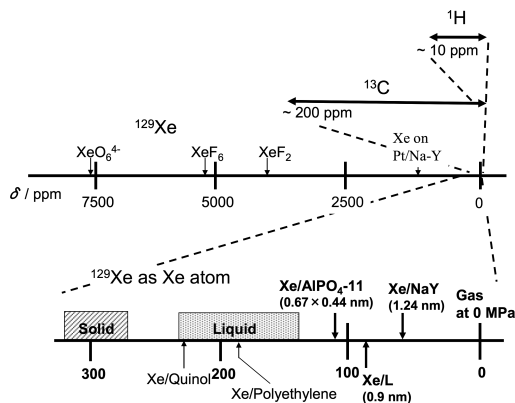 ¹H
~ 10 ppm
¹³C
~ 200 ppm
¹²⁹Xe
Xe on
Pt/Na-Y
XeO₆⁴⁻
XeF₆
XeF₂
δ / ppm
7500
5000
2500
0
¹²⁹Xe as Xe atom
Xe/AlPO₄-11
(0.67 × 0.44 nm)
Xe/NaY
(1.24 nm)
Gas
at 0 MPa
Solid
Liquid
300
200
100
0
Xe/Quinol
Xe/Polyethylene
Xe/L
(0.9 nm)